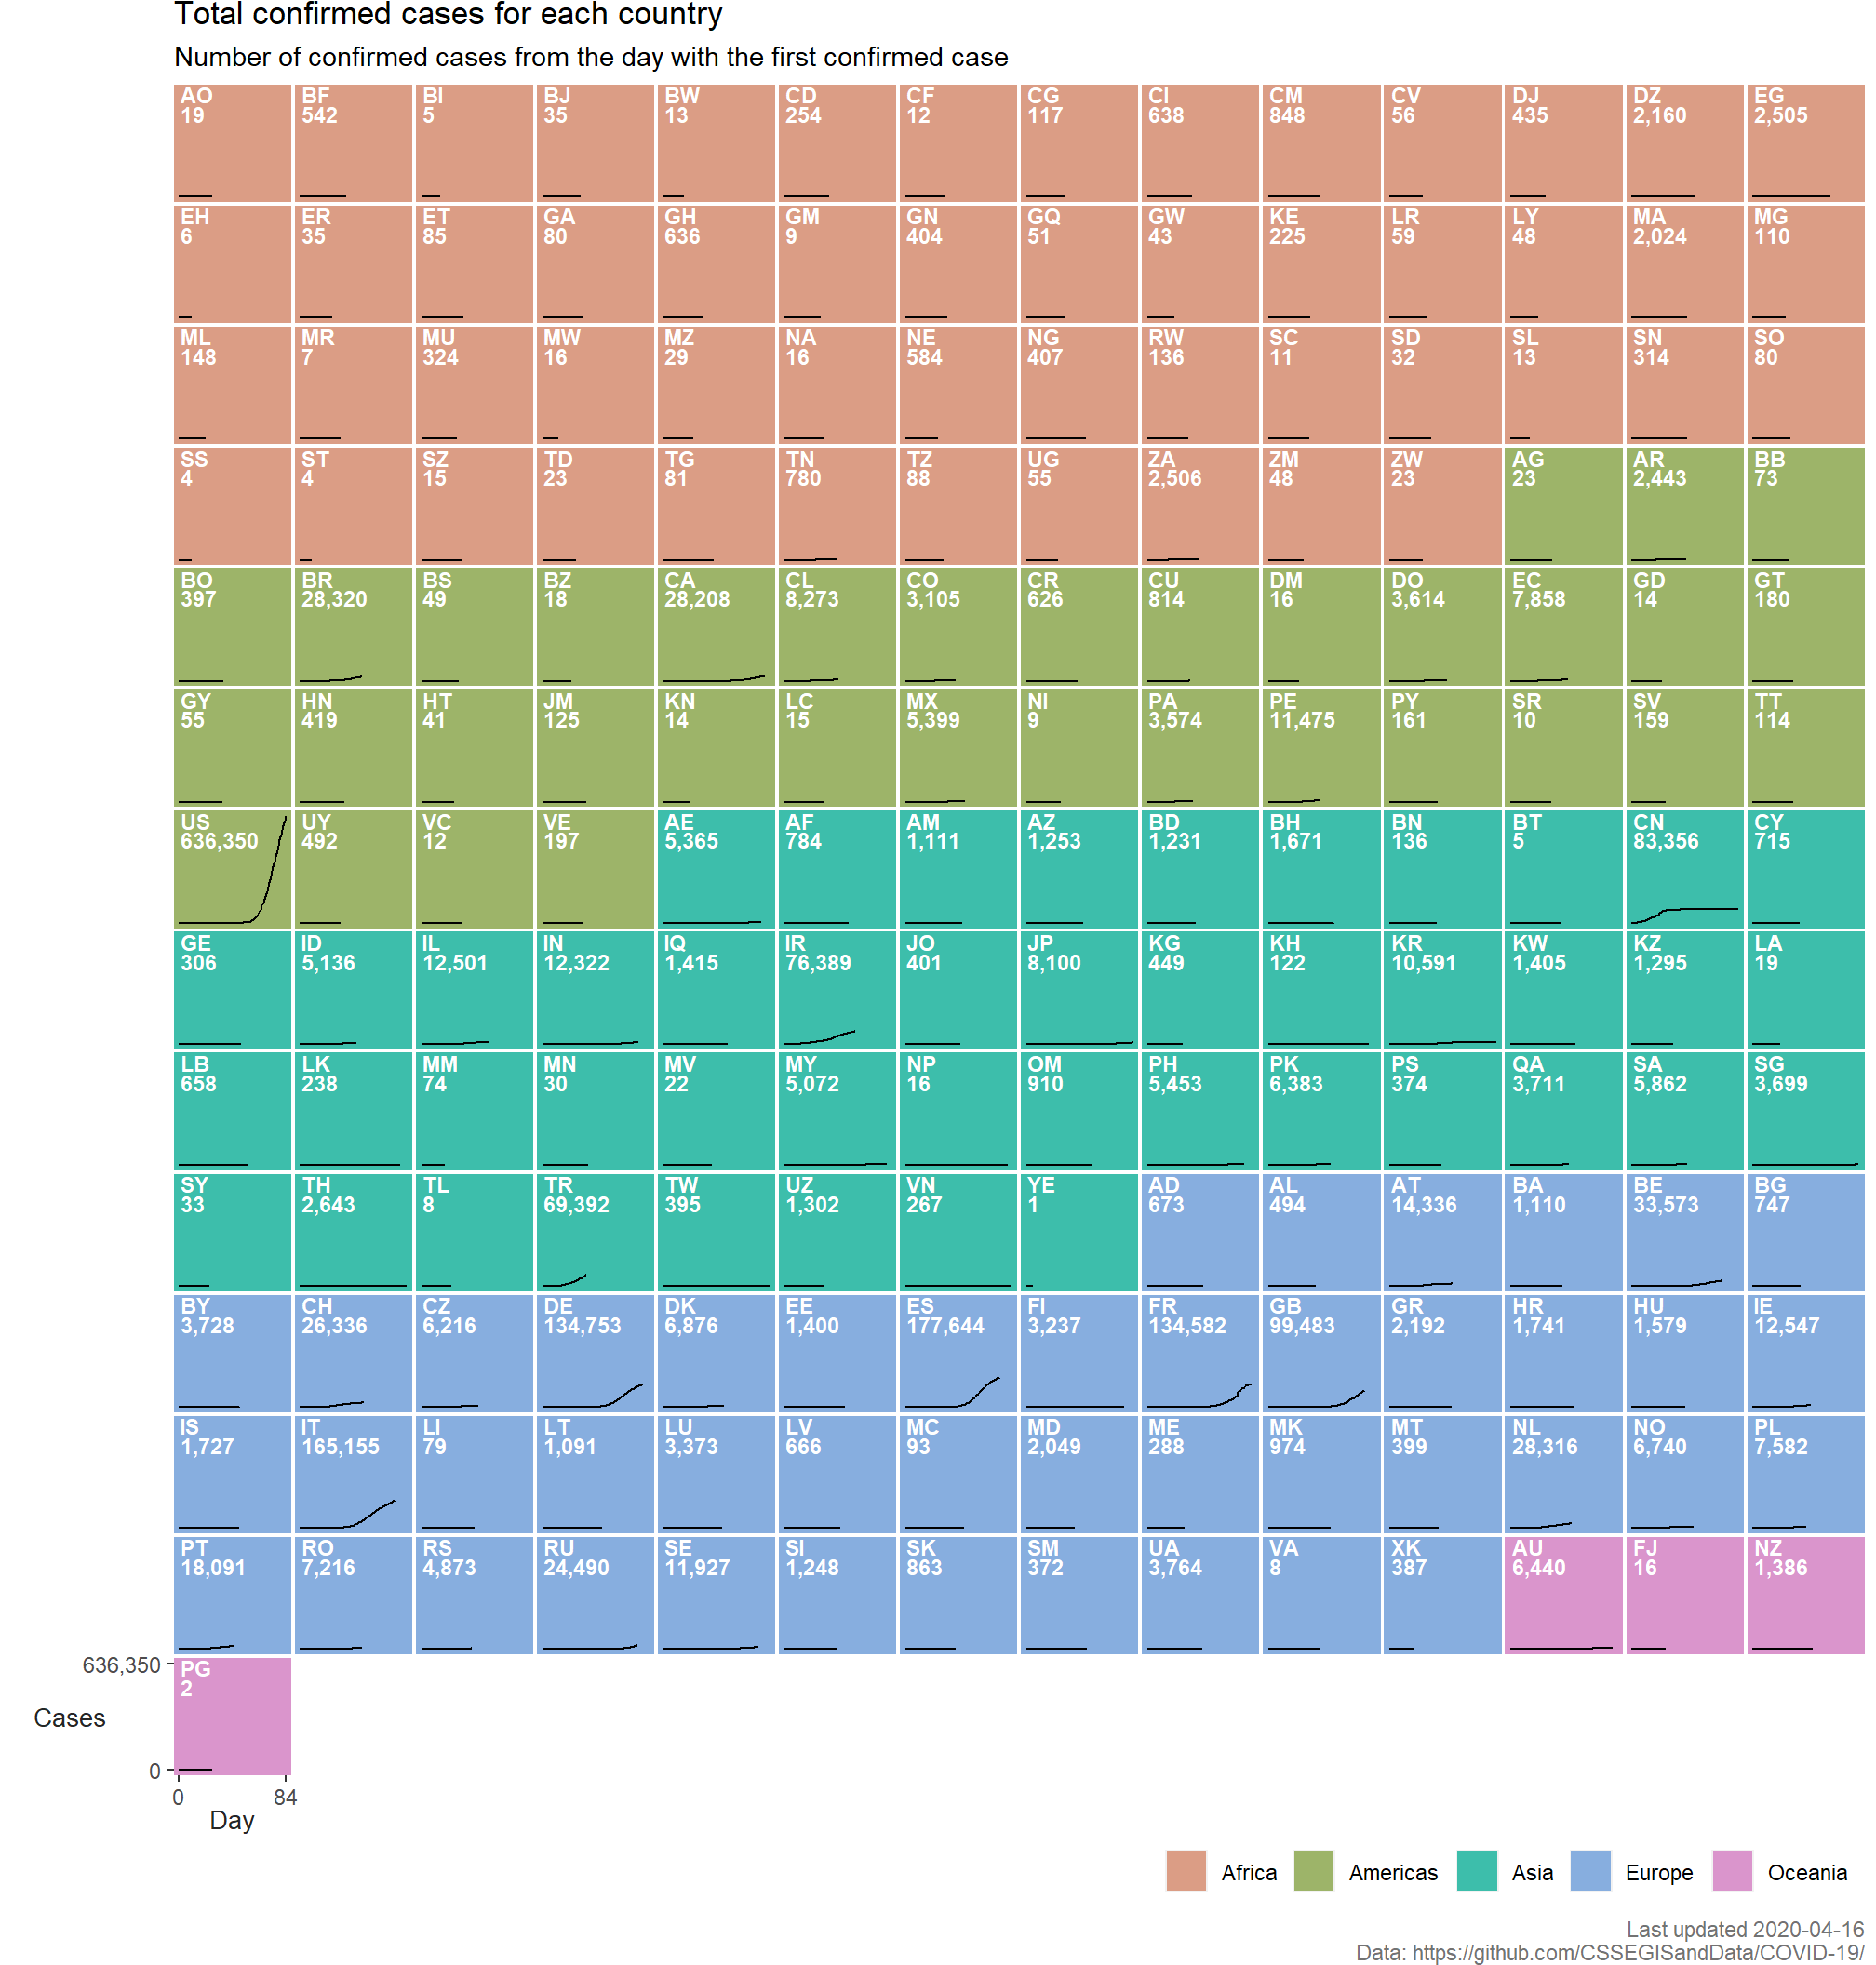 Total confirmed cases for each country
Number of confirmed cases from the day with the first confirmed case
AO BF BI BJ BW CD CF CG CI CM CV DJ DZ EG
19 542 5 35 13 254 12 117 638 848 56 435 2,160 2,505
EH ER ET GA GH GM GN GQ GW KE LR LY MA MG
6 35 85 80 636 9 404 51 43 225 59 48 2,024 110
ML MR MU MW MZ NA NE NG RW SC SD SL SN SO
148 7 324 16 29 16 584 407 136 11 32 13 314 80
SS ST SZ TD TG TN TZ UG ZA ZM ZW AG AR BB
4 4 15 23 81 780 88 55 2,506 48 23 23 2,443 73
BO BR BS BZ CA CL CO CR CU DM DO EC GD GT
397 28,320 49 18 28,208 8,273 3,105 626 814 16 3,614 7,858 14 180
GY HN HT JM KN LC MX NI PA PE PY SR SV TT
55 419 41 125 14 15 5,399 9 3,574 11,475 161 10 159 114
US UY VC VE AE AF AM AZ BD BH BN BT CN CY
636,350 492 12 197 5,365 784 1,111 1,253 1,231 1,671 136 5 83,356 715
GE ID IL IN IQ IR JO JP KG KH KR KW KZ LA
306 5,136 12,501 12,322 1,415 76,389 401 8,100 449 122 10,591 1,405 1,295 19
LB LK MM MN MV MY NP OM PH PK PS QA SA SG
658 238 74 30 22 5,072 16 910 5,453 6,383 374 3,711 5,862 3,699
SY TH TL TR TW UZ VN YE AD AL AT BA BE BG
33 2,643 8 69,392 395 1,302 267 1 673 494 14,336 1,110 33,573 747
BY CH CZ DE DK EE ES FI FR GB GR HR HU IE
3,728 26,336 6,216 134,753 6,876 1,400 177,644 3,237 134,582 99,483 2,192 1,741 1,579 12,547
IS IT LI LT LU LV MC MD ME MK MT NL NO PL
1,727 165,155 79 1,091 3,373 666 93 2,049 288 974 399 28,316 6,740 7,582
PT RO RS RU SE SI SK SM UA VA XK AU FJ NZ
18,091 7,216 4,873 24,490 11,927 1,248 863 372 3,764 8 387 6,440 16 1,386
636,350 PG
2
Cases
0
0 84
Day
Africa Americas Asia Europe Oceania
Last updated 2020-04-16
Data: https://github.com/CSSEGISandData/COVID-19/